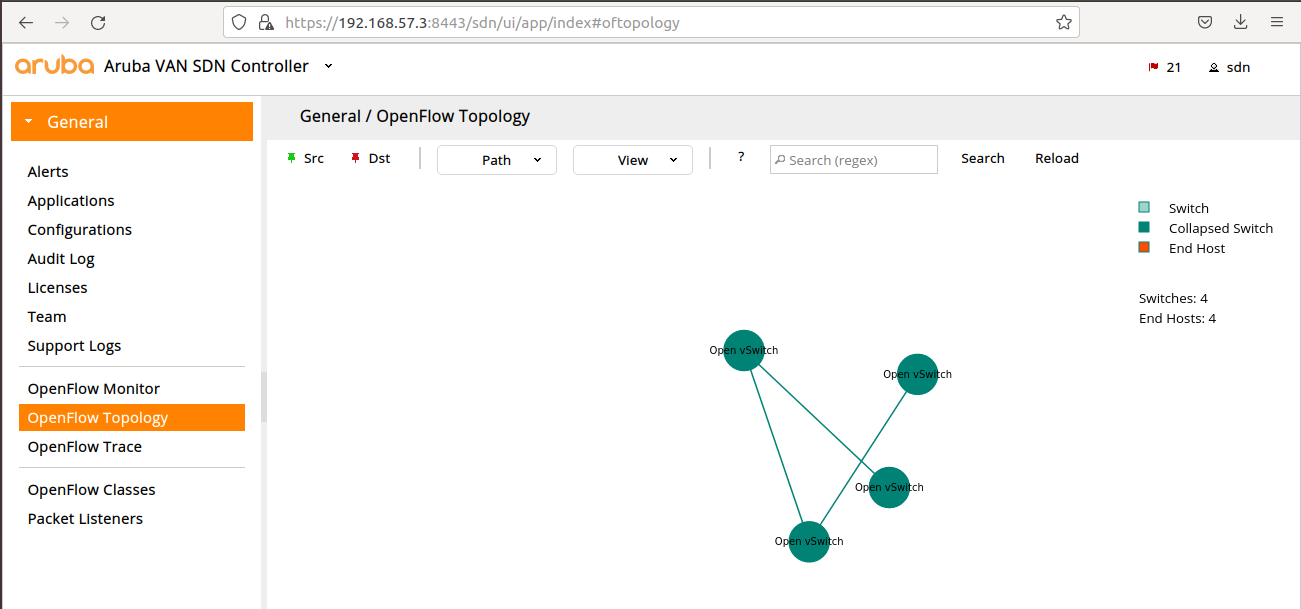 https://192.168.57.3:8443/sdn/ui/app/index#oftopology
aruba Aruba VAN SDN Controller
21 sdn
General
General / OpenFlow Topology
Src Dst Path View ? Search (regex) Search Reload
Alerts
Applications
Configurations
Audit Log
Licenses
Team
Support Logs
OpenFlow Monitor
OpenFlow Topology
OpenFlow Trace
OpenFlow Classes
Packet Listeners
Switch
Collapsed Switch
End Host
Switches: 4
End Hosts: 4
Open vSwitch
Open vSwitch
Open vSwitch
Open vSwitch